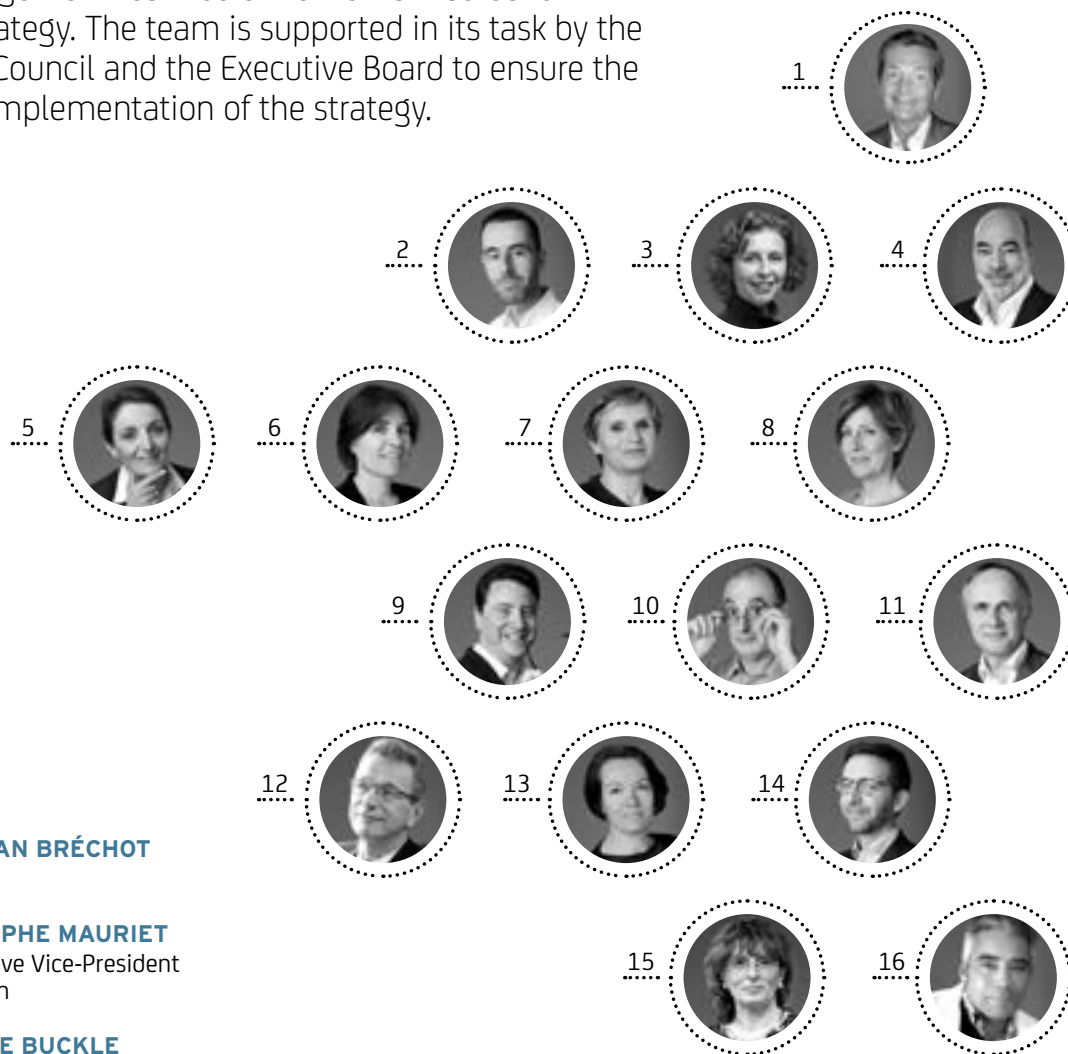 ategy. The team is supported in its task by the
Council and the Executive Board to ensure the
mplementation of the strategy.
1
2
3
4
5
6
7
8
9
10
11
12
13
14
15
16
AN BRÉCHOT
PHE MAURIET
ve Vice-President
n
E BUCKLE